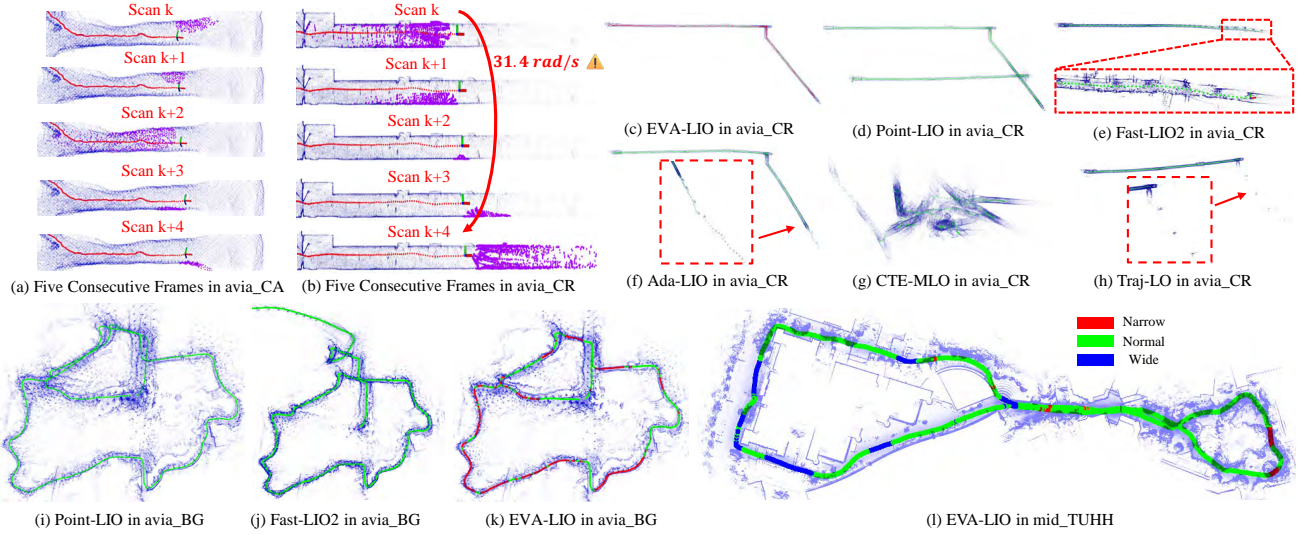 Scan k
Scan k+1
Scan k+2
Scan k+3
Scan k+4
(a) Five Consecutive Frames in avia_CA
Scan k
Scan k+1
Scan k+2
Scan k+3
Scan k+4
31.4 rad/s
(b) Five Consecutive Frames in avia_CR
(c) EVA-LIO in avia_CR
(d) Point-LIO in avia_CR
(e) Fast-LIO2 in avia_CR
(f) Ada-LIO in avia_CR
(g) CTE-MLO in avia_CR
(h) Traj-LO in avia_CR
Narrow
Normal
Wide
(i) Point-LIO in avia_BG
(j) Fast-LIO2 in avia_BG
(k) EVA-LIO in avia_BG
(l) EVA-LIO in mid_TUHH